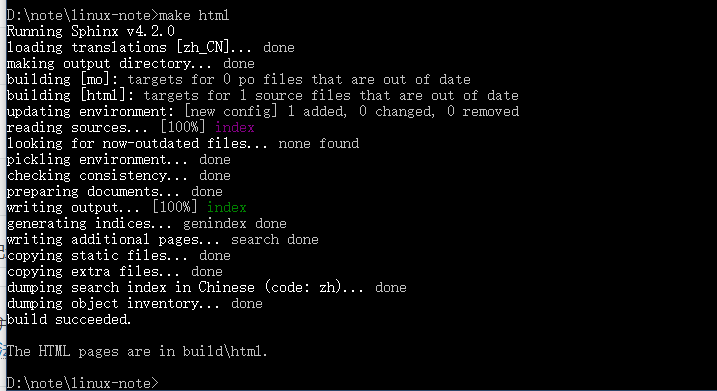 D:\note\linux-note>make html
Running Sphinx v4.2.0
loading translations [zh_CN]... done
making output directory... done
building [mo]: targets for 0 po files that are out of date
building [html]: targets for 1 source files that are out of date
updating environment: [new config] 1 added, 0 changed, 0 removed
reading sources... [100%] index
looking for now-outdated files... none found
pickling environment... done
checking consistency... done
preparing documents... done
writing output... [100%] index
generating indices... genindex done
writing additional pages... search done
copying static files... done
copying extra files... done
dumping search index in Chinese (code: zh)... done
dumping object inventory... done
build succeeded.
The HTML pages are in build\html.
D:\note\linux-note>